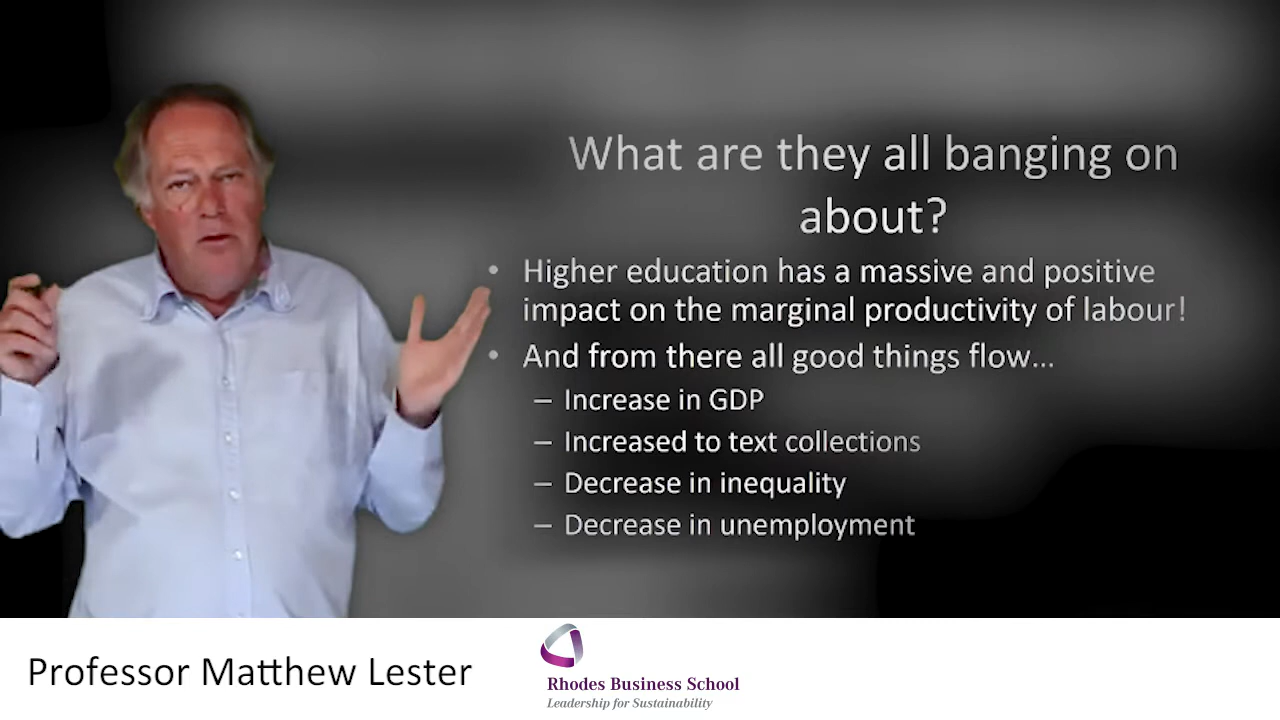 What are they all banging on
about?
• Higher education has a massive and positive
impact on the marginal productivity of labour!
• And from there all good things flow...
– Increase in GDP
– Increased to text collections
– Decrease in inequality
– Decrease in unemployment
Professor Matthew Lester
Rhodes Business School
Leadership for Sustainability